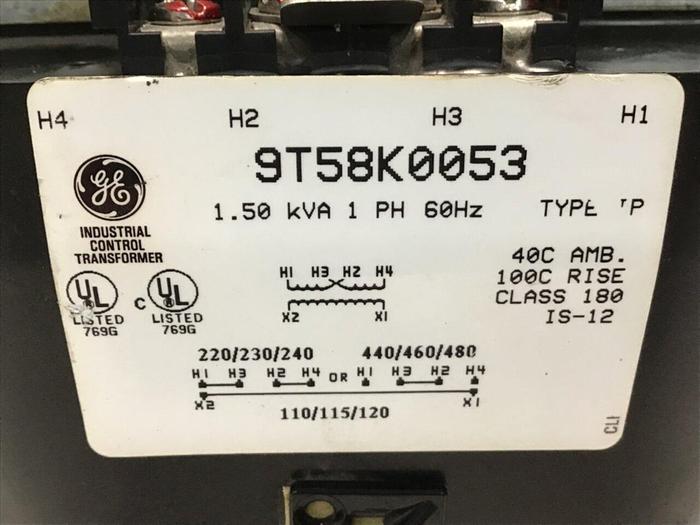 H4 H2 H3 H1
9T58K0053
1.50 kVA 1 PH 60Hz TYPE
GE
INDUSTRIAL
CONTROL
TRANSFORMER
40C AMB.
100C RISE
CLASS 180
IS-12
UL
LISTED
769G
C UL
LISTED
769G
H1 H3 H2 H4
X2 X1
220/230/240 440/460/480
H1 H3 H2 H4 OR H1 H3 H2 H4
X2 X1
110/115/120
CLI